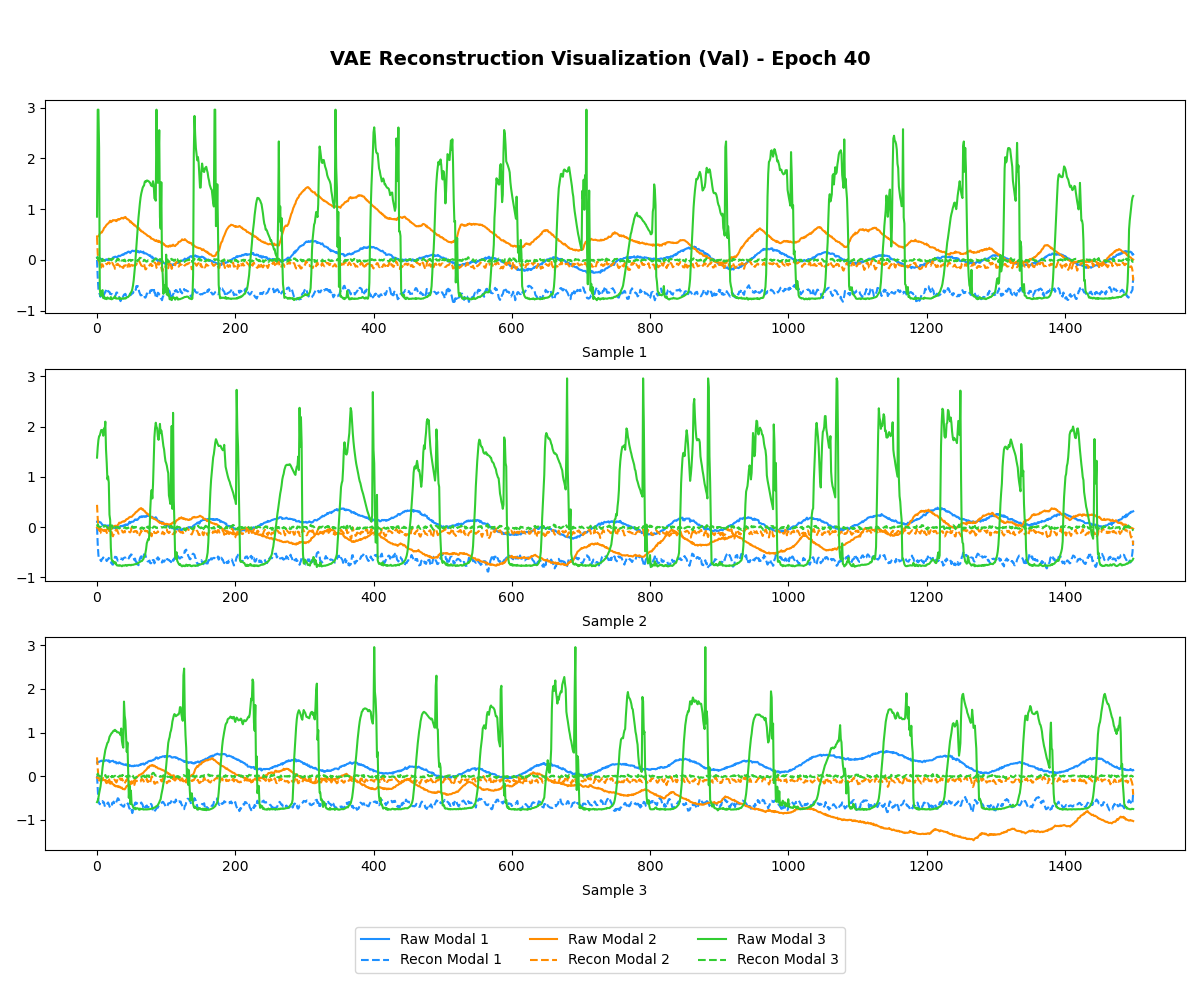 VAE Reconstruction Visualization (Val) - Epoch 40
3
2
1
0
−1
0 200 400 600 800 1000 1200 1400
Sample 1
3
2
1
0
−1
0 200 400 600 800 1000 1200 1400
Sample 2
3
2
1
0
−1
0 200 400 600 800 1000 1200 1400
Sample 3
Raw Modal 1 Raw Modal 2 Raw Modal 3
Recon Modal 1 Recon Modal 2 Recon Modal 3